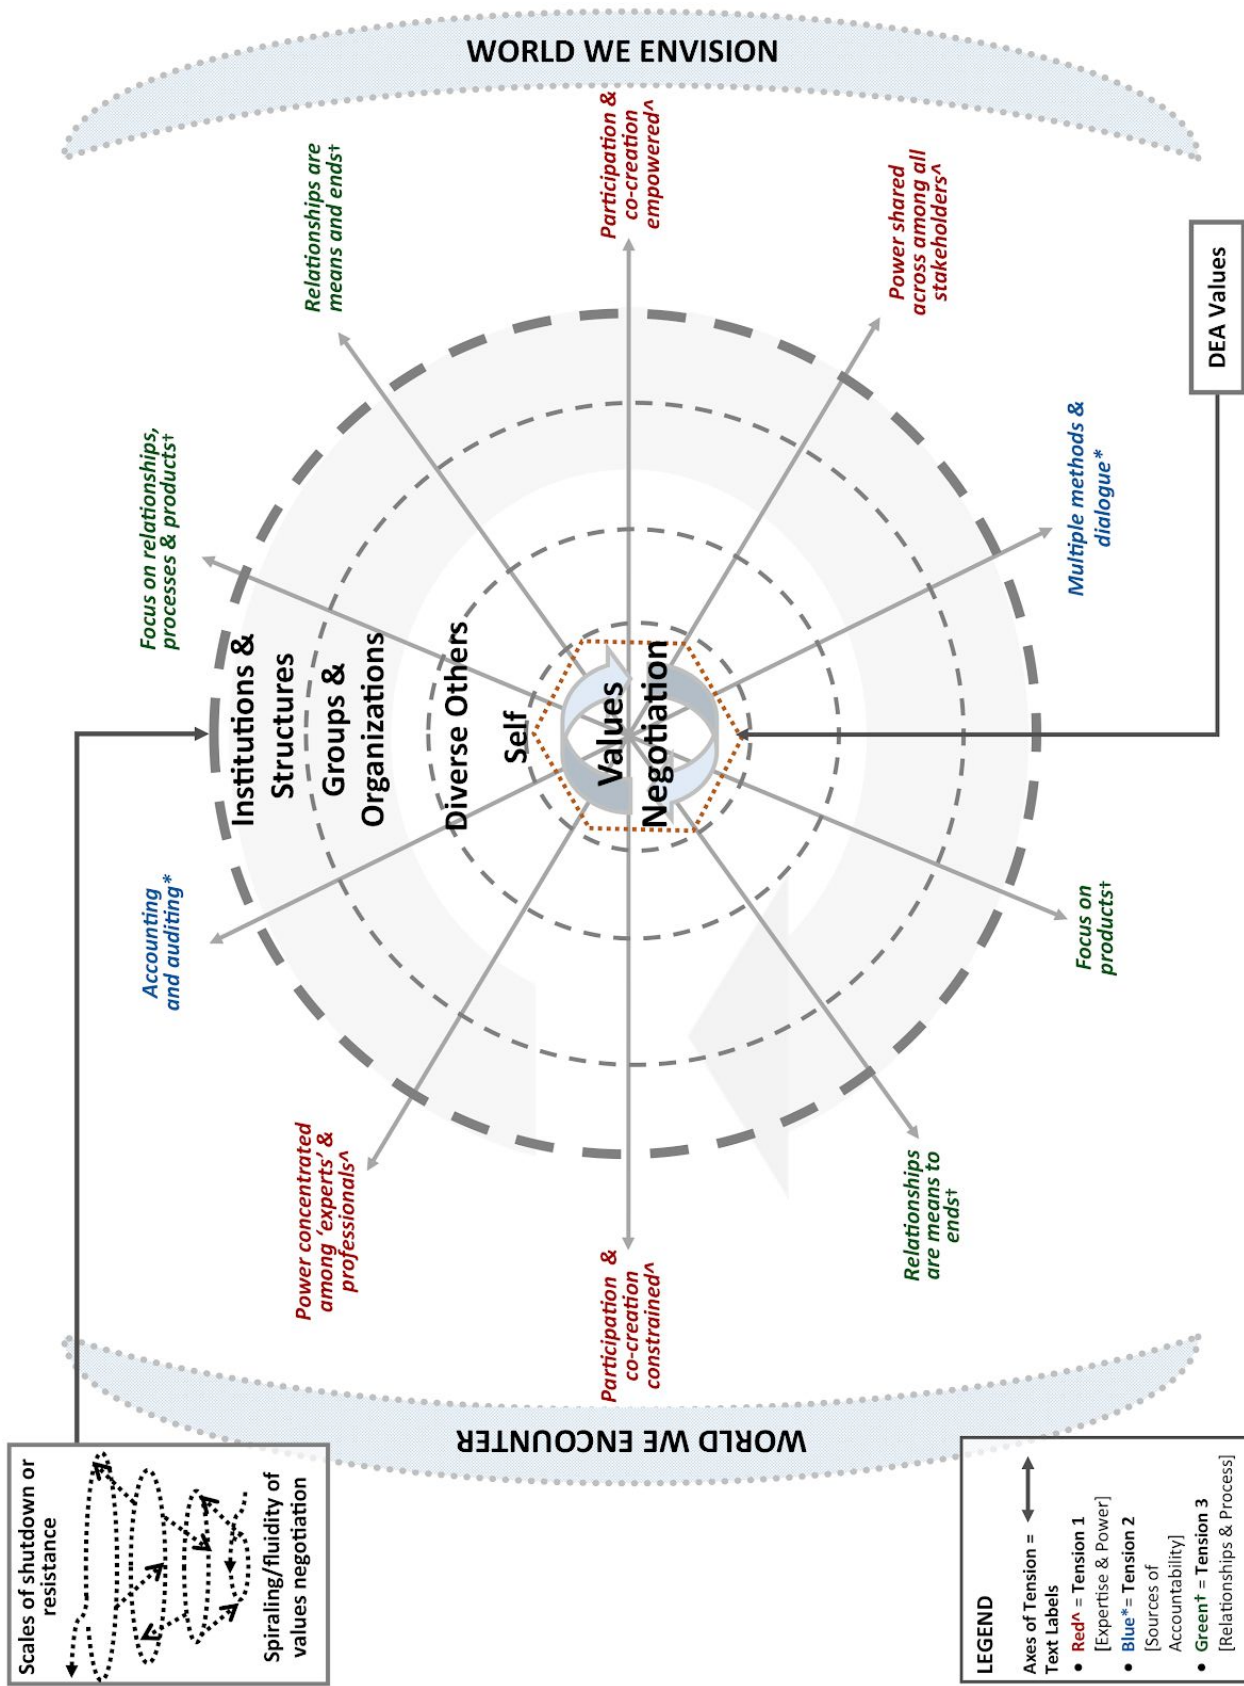 Scales of shutdown or
resistance
Spiraling/fluidity of
values negotiation
WORLD WE ENCOUNTER
WORLD WE ENVISION
Accounting
and auditing*
Focus on relationships,
processes & products†
Power concentrated
among ‘experts’ &
professionals^
Relationships are
means and ends†
Participation &
co-creation
constrained^
Participation &
co-creation
empowered^
Relationships
are means to
ends†
Power shared
across among all
stakeholders^
Focus on
products†
Multiple methods &
dialogue*
Institutions &
Structures
Groups &
Organizations
Diverse Others
Self
Values
Negotiation
LEGEND
Axes of Tension =
Text Labels
• Red^ = Tension 1
[Expertise & Power]
• Blue*= Tension 2
[Sources of
Accountability]
• Green† = Tension 3
[Relationships & Process]
DEA Values